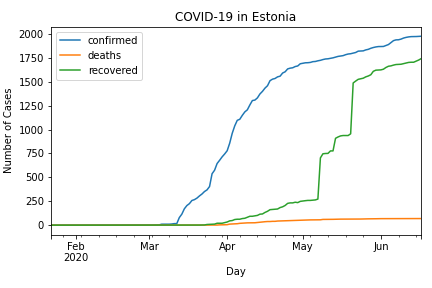 COVID-19 in Estonia
confirmed
deaths
recovered
Number of Cases
2000
1750
1500
1250
1000
750
500
250
0
Feb
2020
Mar
Apr
May
Jun
Day